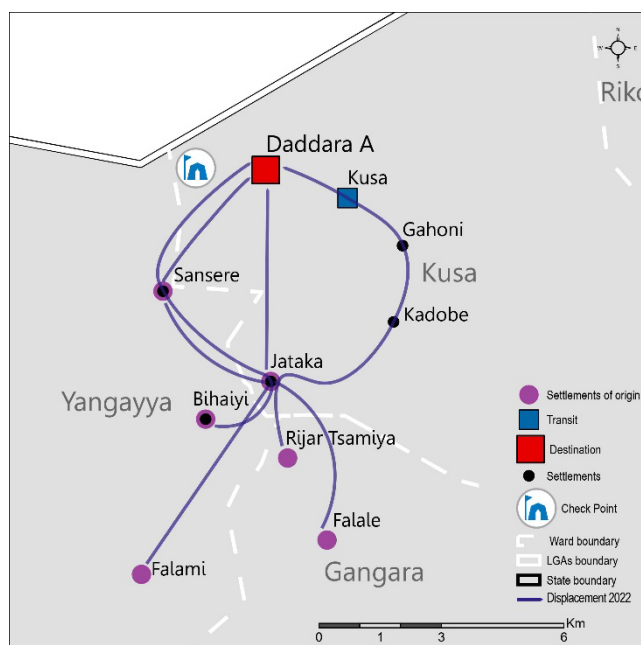 N
W
E
S
Riko
Daddara A
Kusa
Gahoni
Kusa
Sansere
Kadobe
Jataka
Yangayya
Bihaiyi
Rijar Tsamiya
Falale
Falami
Gangara
Settlements of origin
Transit
Destination
Settlements
Check Point
Ward boundary
LGAs boundary
State boundary
Displacement 2022
Km
0 1 3 6